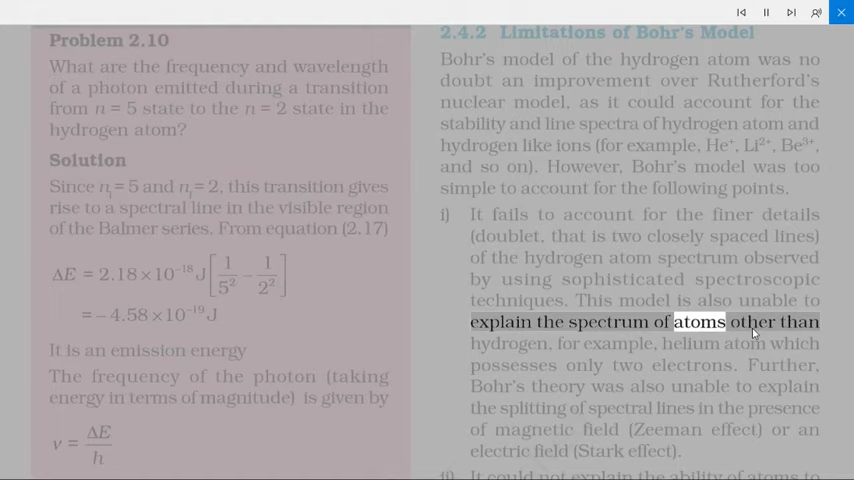 Problem 2.10
What are the frequency and wavelength
of a photon emitted during a transition
from n = 5 state to the n = 2 state in the
hydrogen atom?
Solution
Since nᵢ = 5 and n_f = 2, this transition gives
rise to a spectral line in the visible region
of the Balmer series. From equation (2.17)
ΔE = 2.18×10⁻¹⁸ J [1/5² − 1/2²]
= − 4.58×10⁻¹⁹ J
It is an emission energy
The frequency of the photon (taking
energy in terms of magnitude) is given by
ν = ΔE/h
2.4.2 Limitations of Bohr's Model
Bohr's model of the hydrogen atom was no
doubt an improvement over Rutherford's
nuclear model, as it could account for the
stability and line spectra of hydrogen atom and
hydrogen like ions (for example, He⁺, Li²⁺, Be³⁺,
and so on). However, Bohr's model was too
simple to account for the following points.
i) It fails to account for the finer details
(doublet, that is two closely spaced lines)
of the hydrogen atom spectrum observed
by using sophisticated spectroscopic
techniques. This model is also unable to
explain the spectrum of atoms other than
hydrogen, for example, helium atom which
possesses only two electrons. Further,
Bohr's theory was also unable to explain
the splitting of spectral lines in the presence
of magnetic field (Zeeman effect) or an
electric field (Stark effect).
ii) It could not explain the ability of atoms to